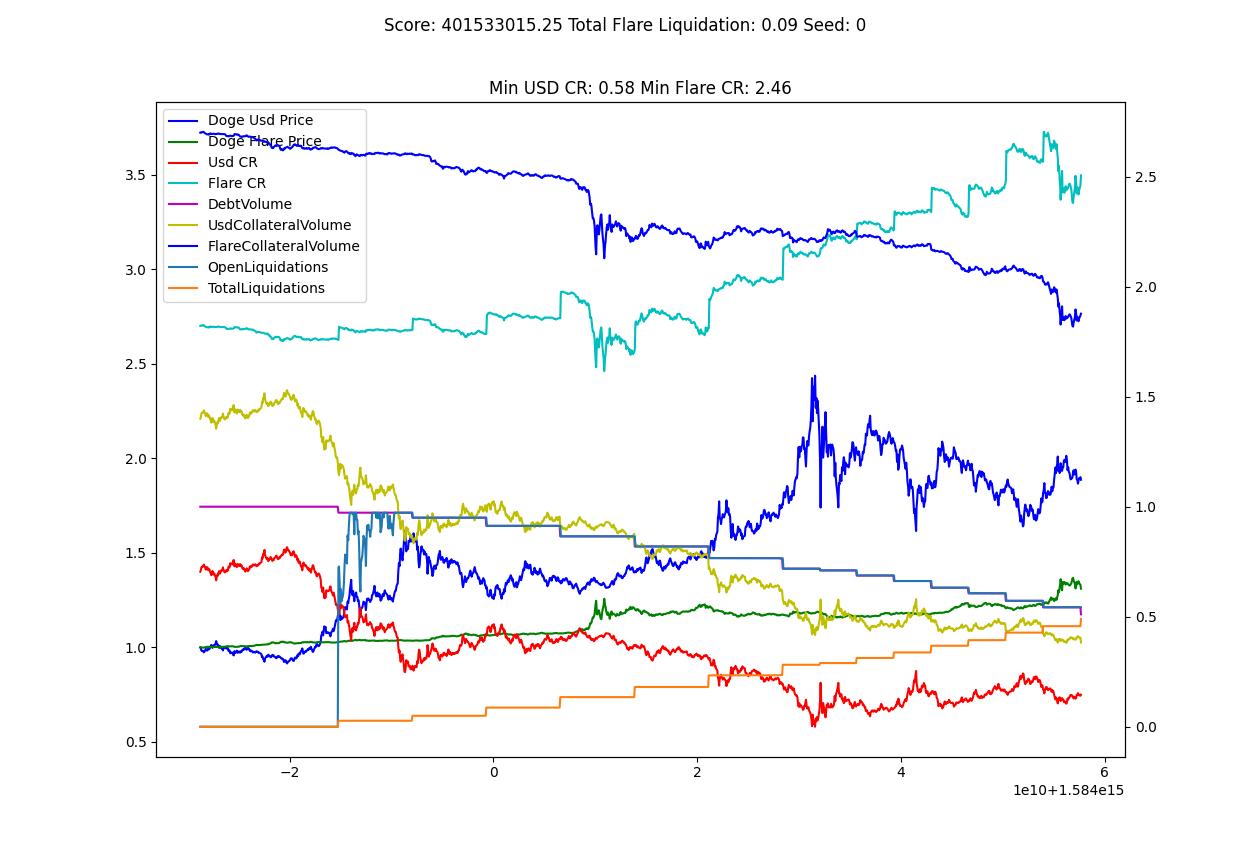 Score: 401533015.25 Total Flare Liquidation: 0.09 Seed: 0
Min USD CR: 0.58 Min Flare CR: 2.46
Doge Usd Price
Doge Flare Price
Usd CR
Flare CR
DebtVolume
UsdCollateralVolume
FlareCollateralVolume
OpenLiquidations
TotalLiquidations
3.5
3.0
2.5
2.0
1.5
1.0
0.5
2.5
2.0
1.5
1.0
0.5
0.0
−2
0
2
4
6
1e10+1.584e15